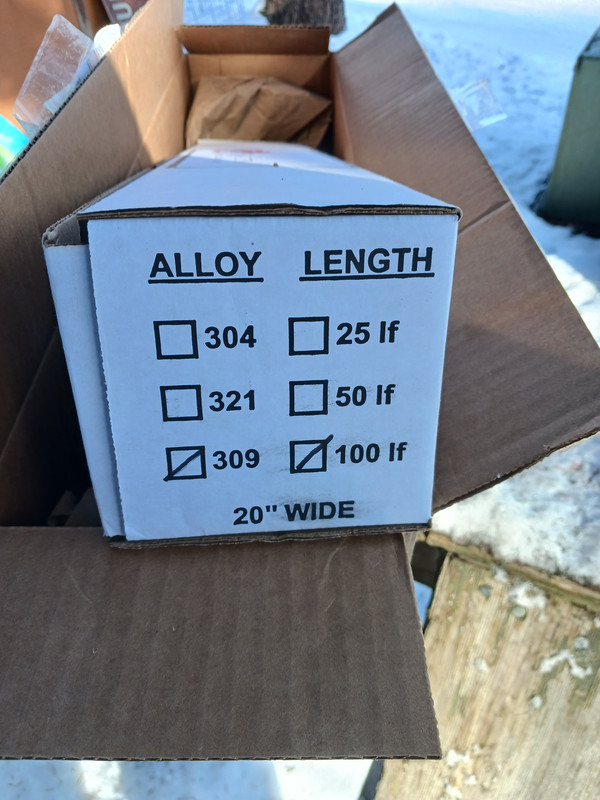 ALLOY LENGTH
304 25 lf
321 50 lf
309 100 lf
20" WIDE